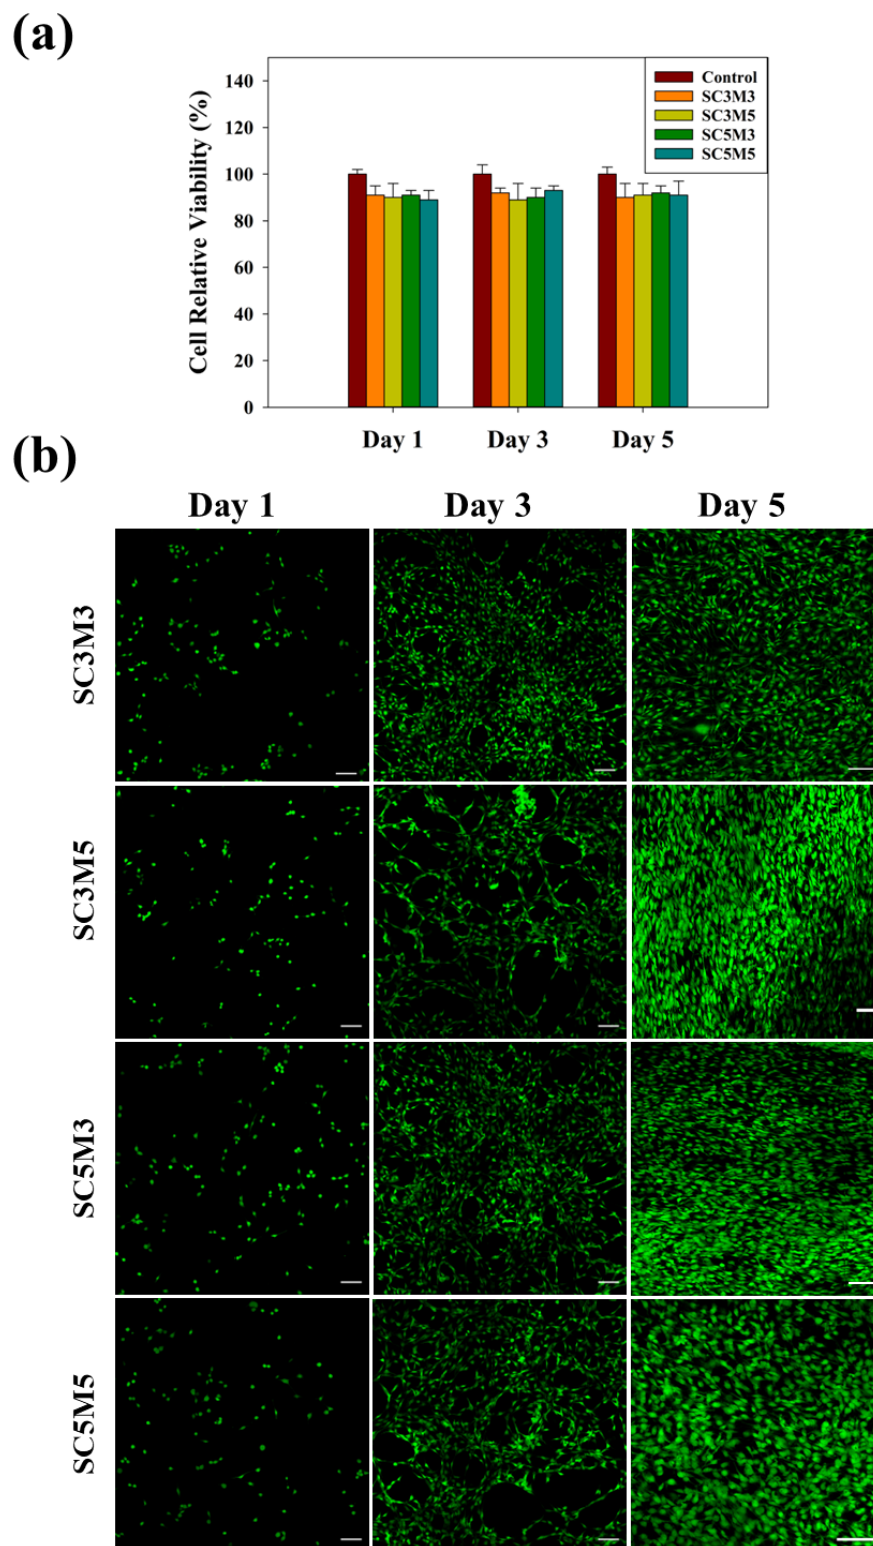 (a)
Cell Relative Viability (%)
140
120
100
80
60
40
20
0
Control
SC3M3
SC3M5
SC5M3
SC5M5
Day 1 Day 3 Day 5
(b)
Day 1 Day 3 Day 5
SC3M3
SC3M5
SC5M3
SC5M5